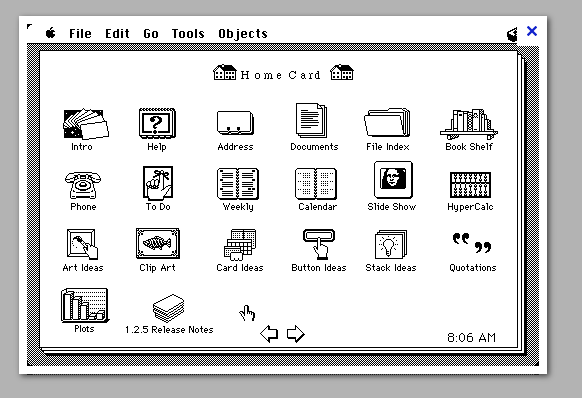 File Edit Go Tools Objects
Home Card
Intro Help Address Documents File Index Book Shelf
Phone To Do Weekly Calendar Slide Show HyperCalc
Art Ideas Clip Art Card Ideas Button Ideas Stack Ideas Quotations
Plots 1.2.5 Release Notes
8:06 AM